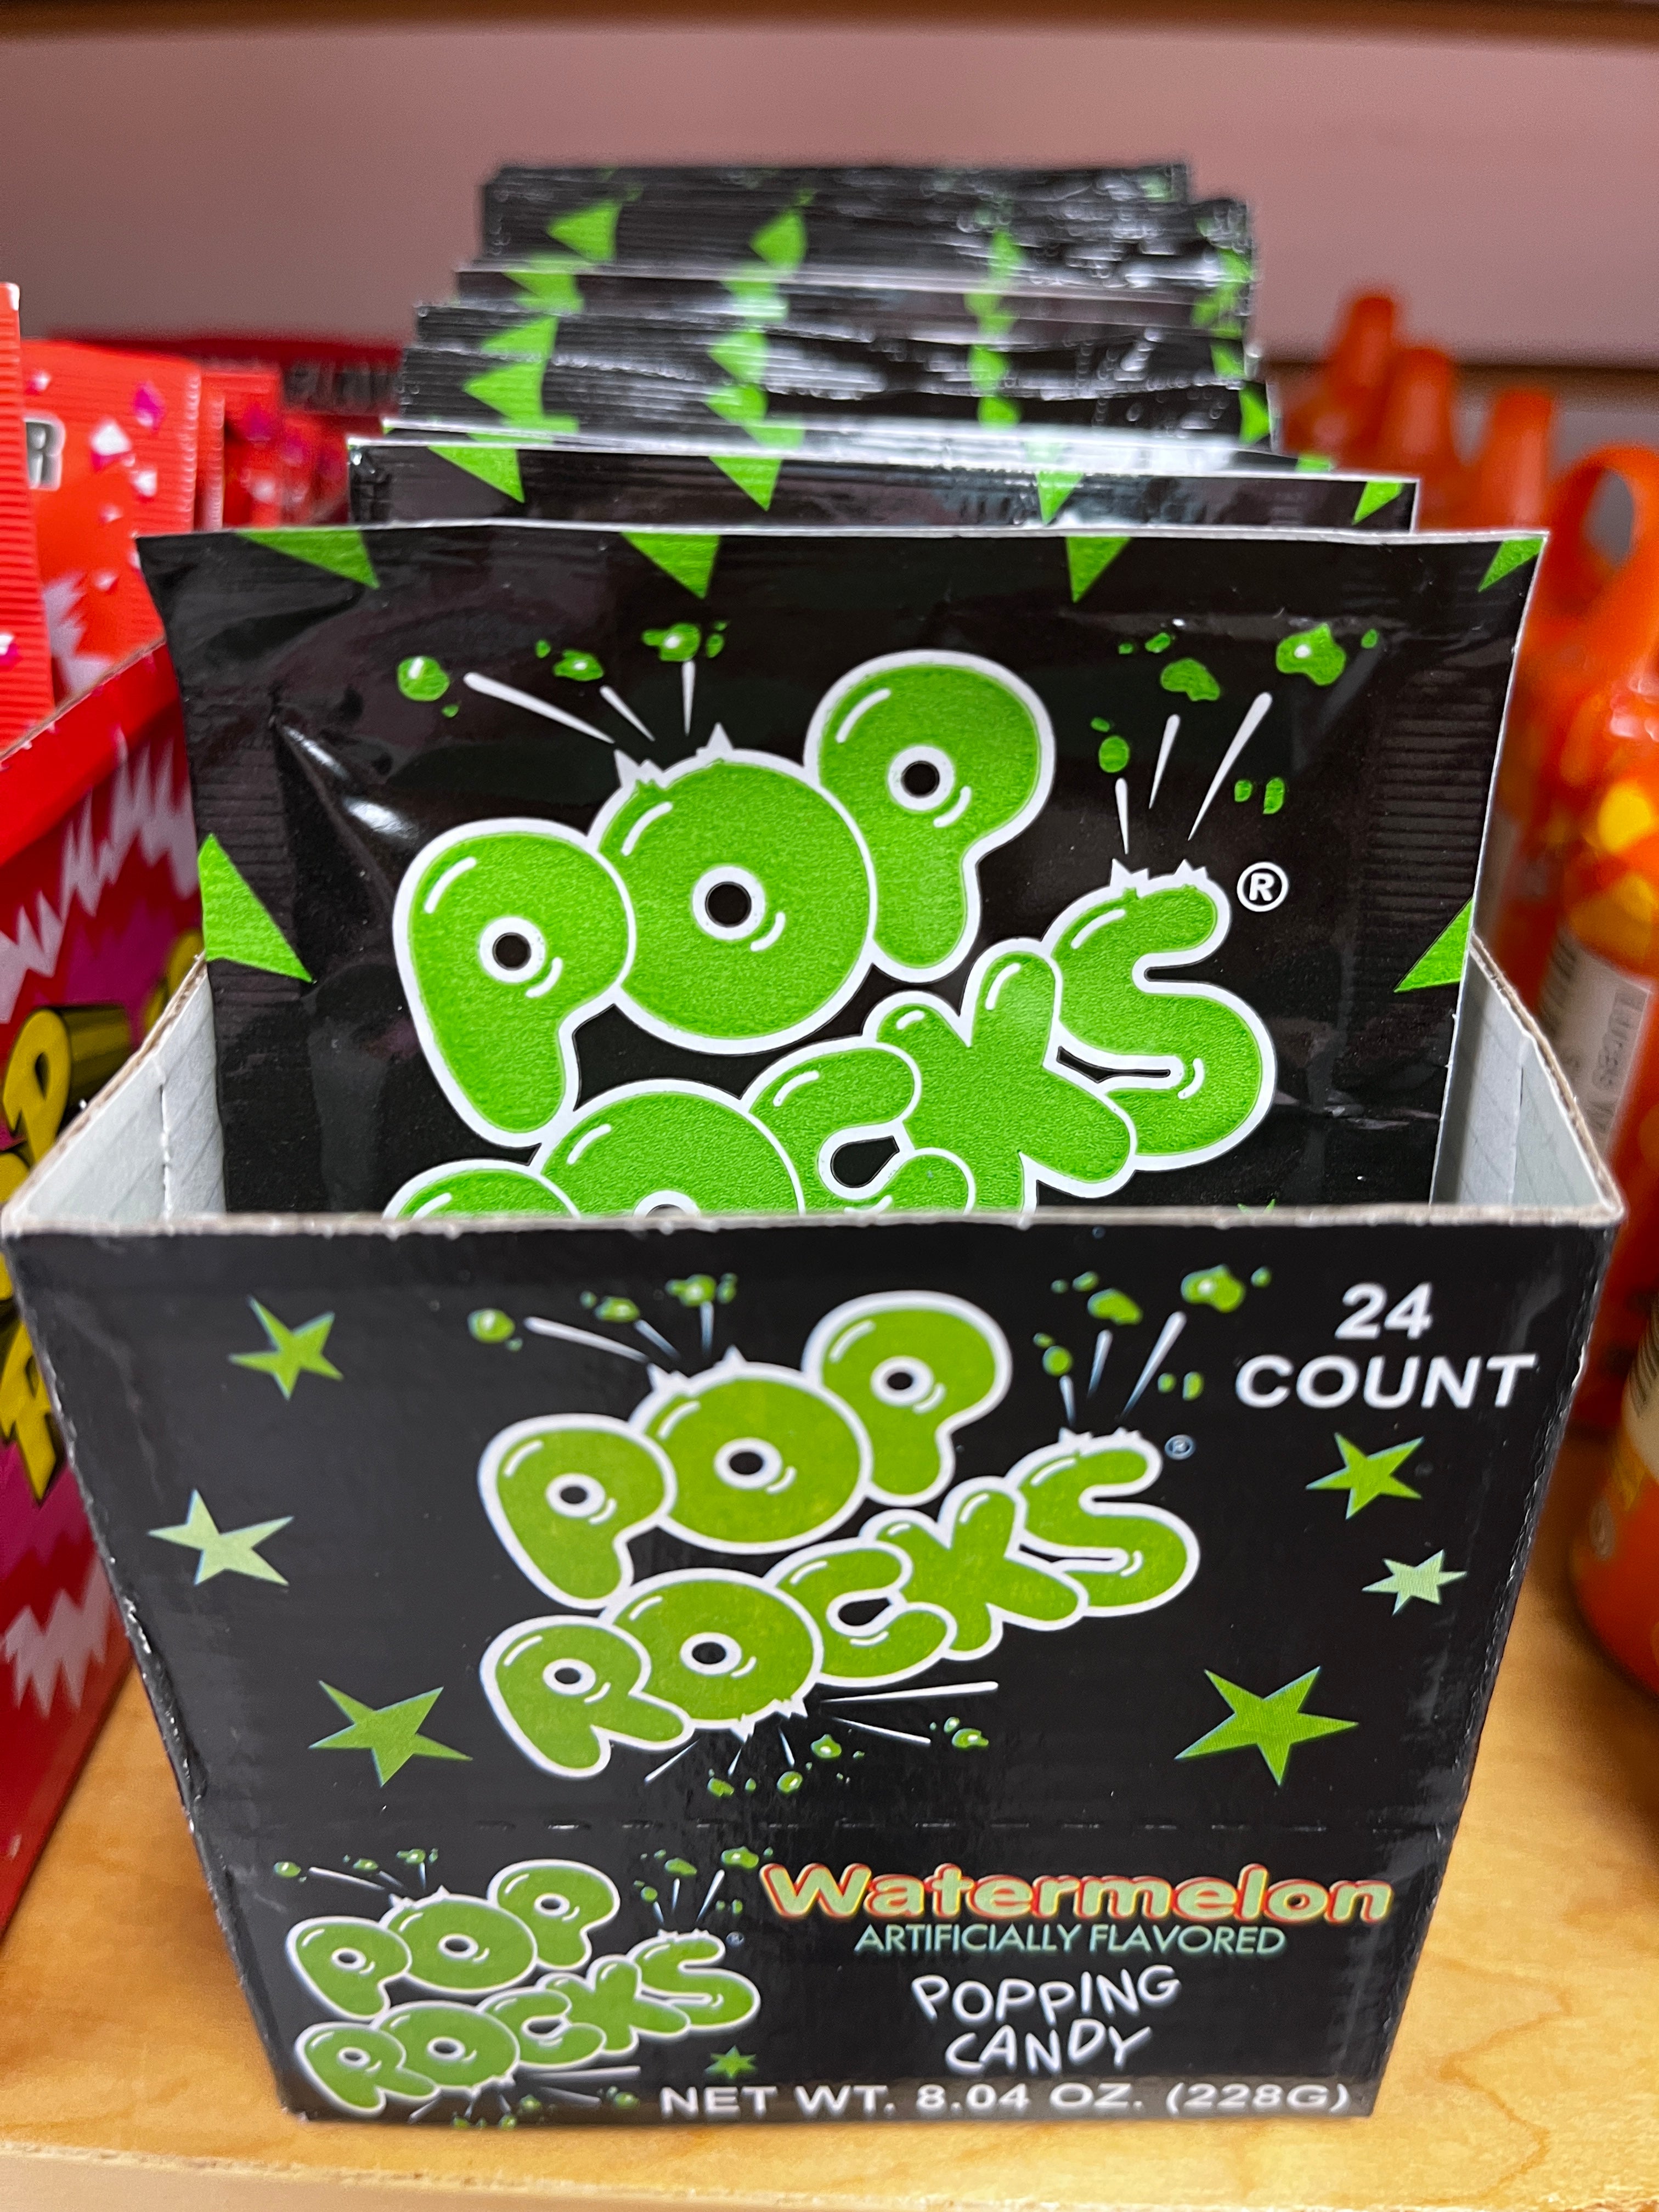 POP
ROCKS®
24
COUNT
POP
ROCKS®
Watermelon
ARTIFICIALLY FLAVORED
POP
ROCKS®
POPPING
CANDY
NET WT. 8.04 OZ. (228G)